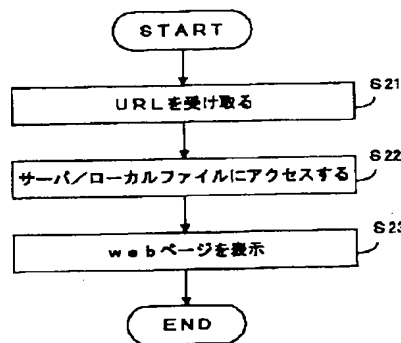 START
S21
URLを受け取る
S22
サーバ/ローカルファイルにアクセスする
S23
webページを表示
END